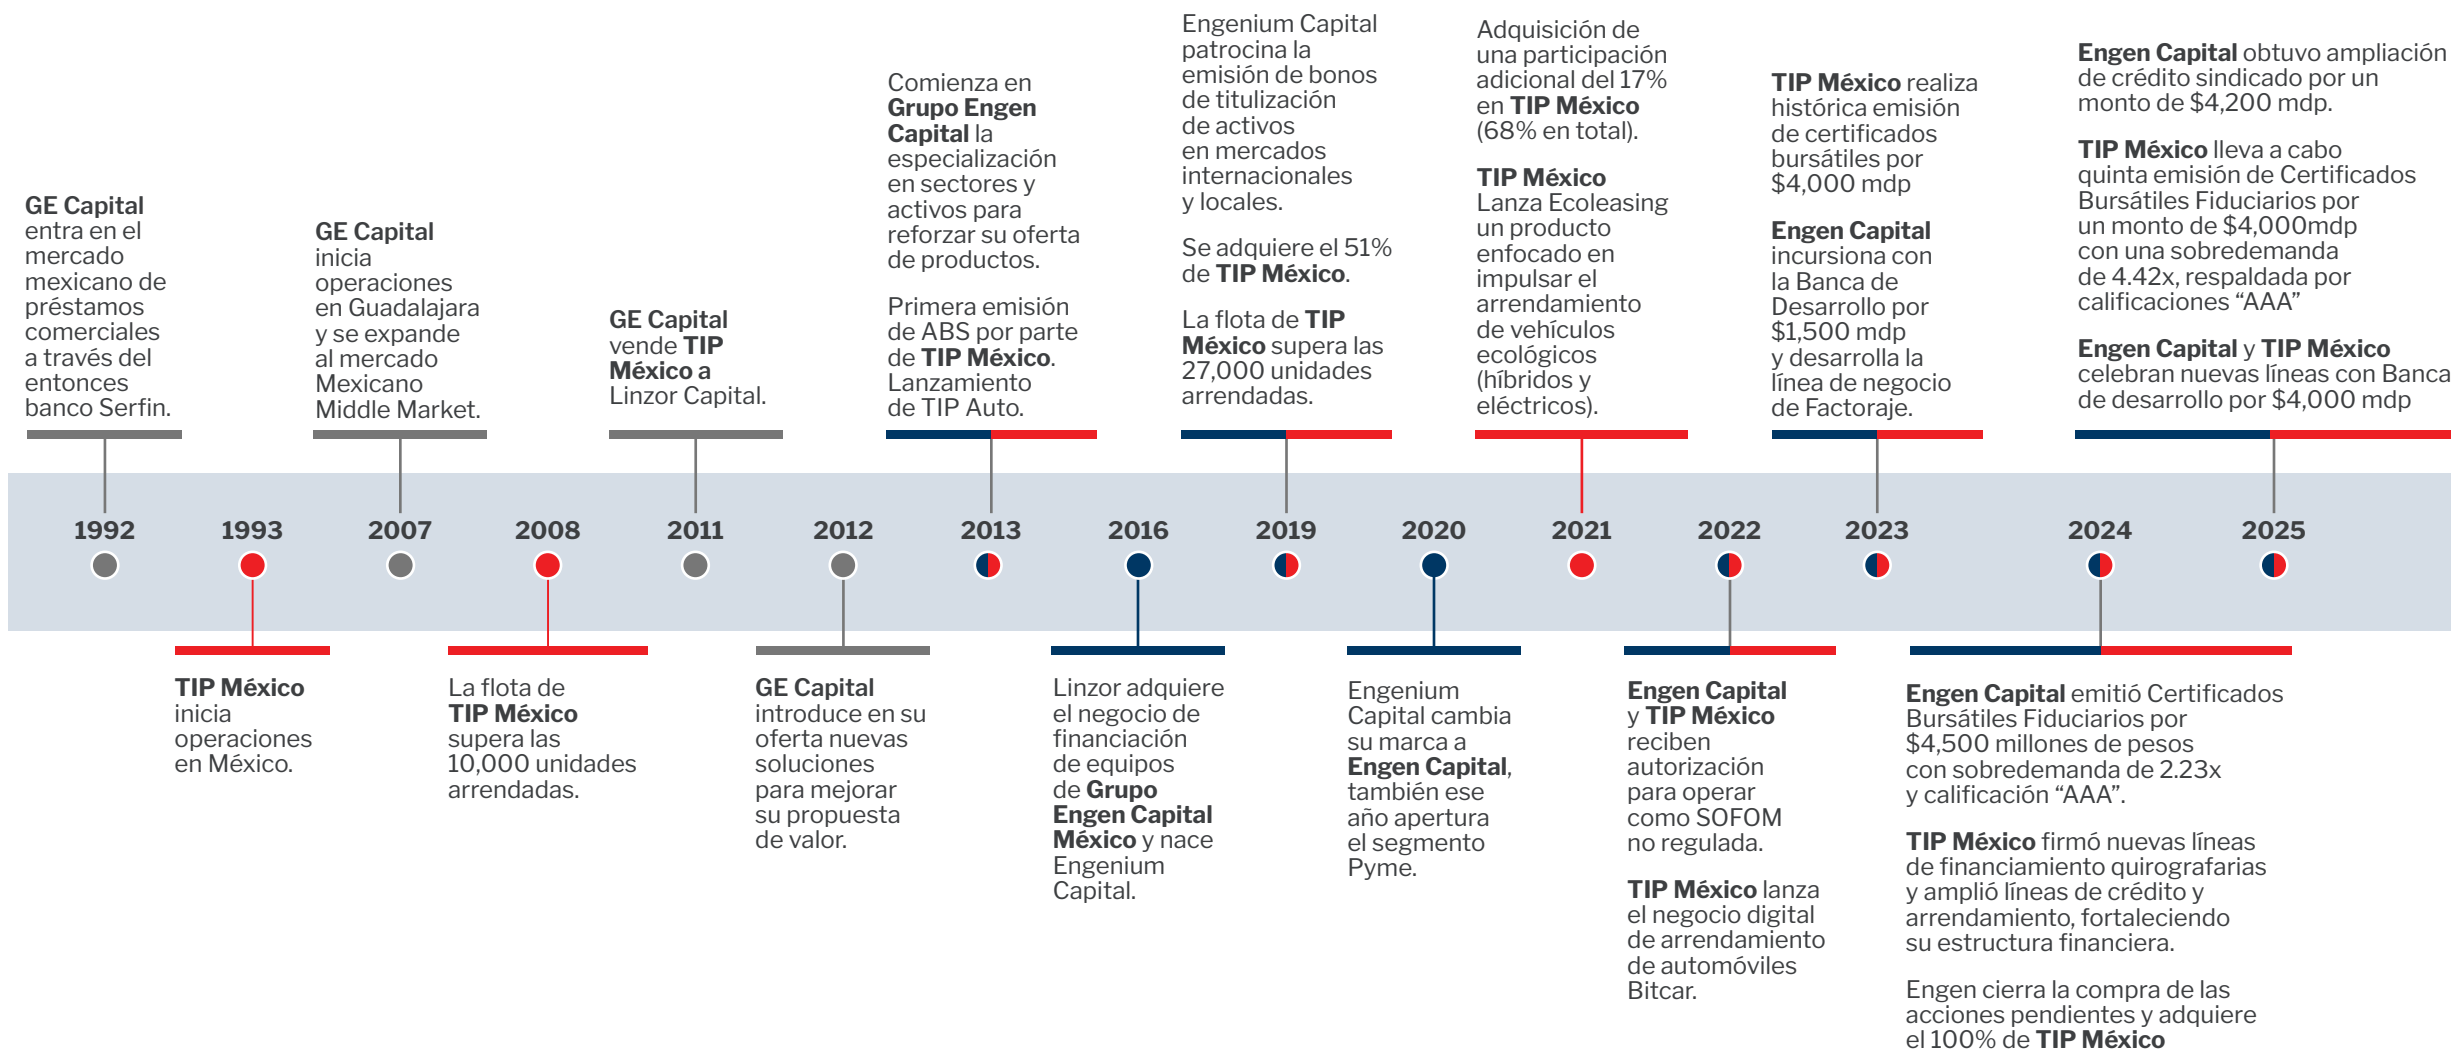 GE Capital
entra en el
mercado
mexicano de
préstamos
comerciales
a través del
entonces
banco Serfin.
GE Capital
inicia
operaciones
en Guadalajara
y se expande
al mercado
Mexicano
Middle Market.
GE Capital
vende TIP
México a
Linzor Capital.
Comienza en
Grupo Engen
Capital la
especialización
en sectores y
activos para
reforzar su oferta
de productos.
Primera emisión
de ABS por parte
de TIP México.
Lanzamiento
de TIP Auto.
Engenium Capital
patrocina la
emisión de bonos
de titulización
de activos
en mercados
internacionales
y locales.
Se adquiere el 51%
de TIP México.
La flota de TIP
México supera las
27,000 unidades
arrendadas.
Adquisición de
una participación
adicional del 17%
en TIP México
(68% en total).
TIP México
Lanza Ecoleasing
un producto
enfocado en
impulsar el
arrendamiento
de vehículos
ecológicos
(híbridos y
eléctricos).
TIP México realiza
histórica emisión
de certificados
bursátiles por
$4,000 mdp
Engen Capital
incursiona con
la Banca de
Desarrollo por
$1,500 mdp
y desarrolla la
línea de negocio
de Factoraje.
Engen Capital obtuvo ampliación
de crédito sindicado por un
monto de $4,200 mdp.
TIP México lleva a cabo
quinta emisión de Certificados
Bursátiles Fiduciarios por
un monto de $4,000mdp
con una sobredemanda
de 4.42x, respaldada por
calificaciones “AAA”
Engen Capital y TIP México
celebran nuevas líneas con Banca
de desarrollo por $4,000 mdp
1992 1993 2007 2008 2011 2012 2013 2016 2019 2020 2021 2022 2023 2024 2025
TIP México
inicia
operaciones
en México.
La flota de
TIP México
supera las
10,000 unidades
arrendadas.
GE Capital
introduce en su
oferta nuevas
soluciones
para mejorar
su propuesta
de valor.
Linzor adquiere
el negocio de
financiación
de equipos
de Grupo
Engen Capital
México y nace
Engenium
Capital.
Engenium
Capital cambia
su marca a
Engen Capital,
también ese
año apertura
el segmento
Pyme.
Engen Capital
y TIP México
reciben
autorización
para operar
como SOFOM
no regulada.
TIP México lanza
el negocio digital
de arrendamiento
de automóviles
Bitcar.
Engen Capital emitió Certificados
Bursátiles Fiduciarios por
$4,500 millones de pesos
con sobredemanda de 2.23x
y calificación “AAA”.
TIP México firmó nuevas líneas
de financiamiento quirografarias
y amplió líneas de crédito y
arrendamiento, fortaleciendo
su estructura financiera.
Engen cierra la compra de las
acciones pendientes y adquiere
el 100% de TIP México